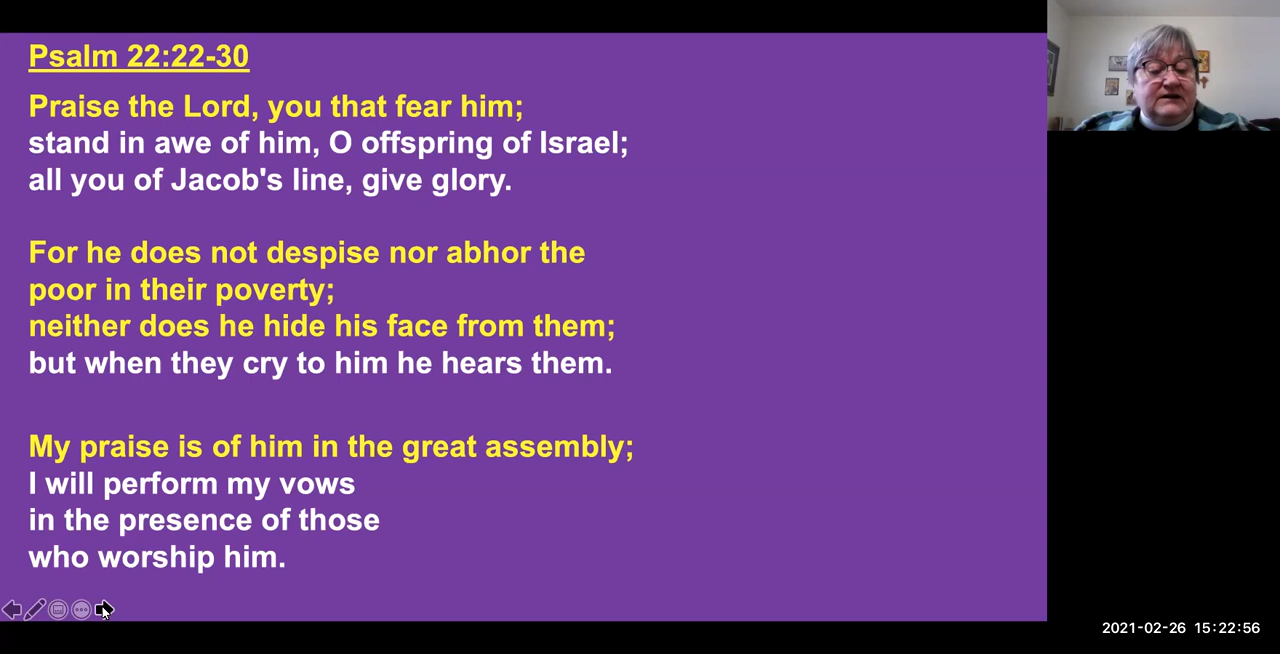 Psalm 22:22-30
Praise the Lord, you that fear him;
stand in awe of him, O offspring of Israel;
all you of Jacob's line, give glory.
For he does not despise nor abhor the
poor in their poverty;
neither does he hide his face from them;
but when they cry to him he hears them.
My praise is of him in the great assembly;
I will perform my vows
in the presence of those
who worship him.
2021-02-26 15:22:56